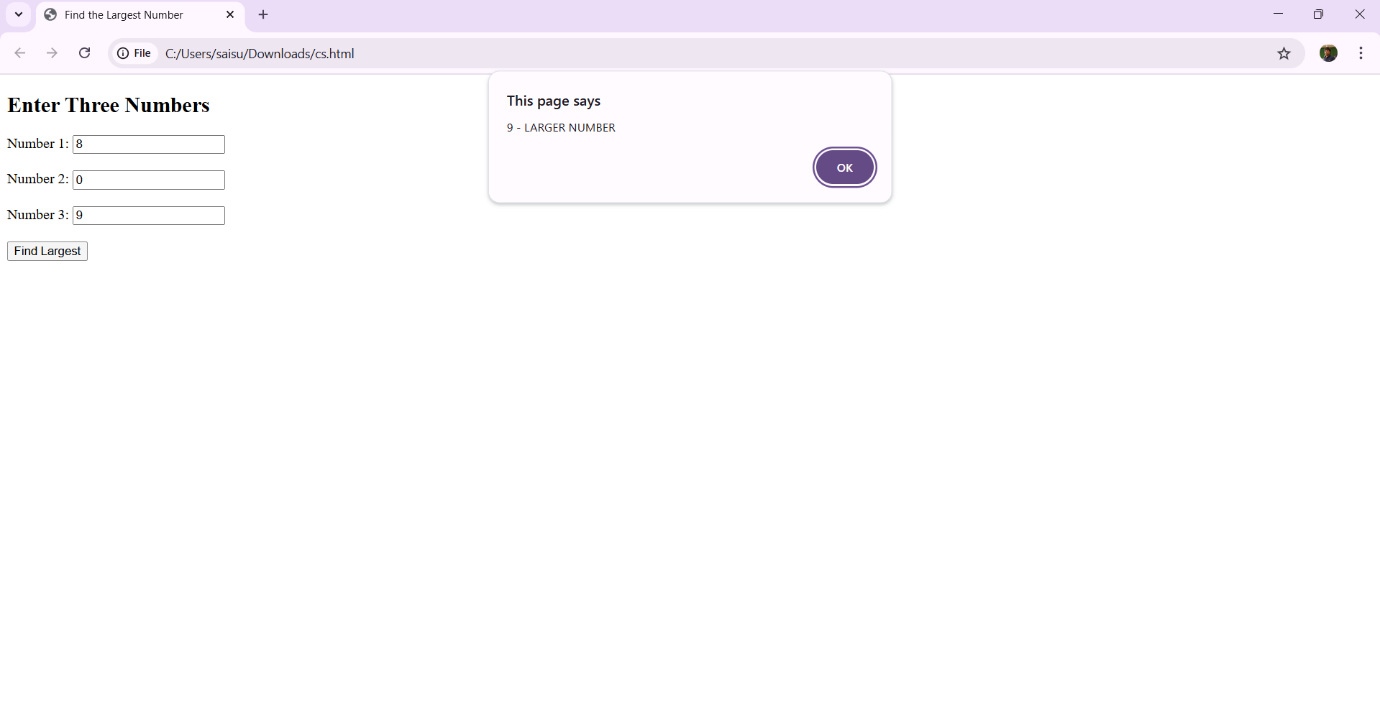 Find the Largest Number
File C:/Users/saisu/Downloads/cs.html
This page says
9 - LARGER NUMBER
OK
Enter Three Numbers
Number 1: 8
Number 2: 0
Number 3: 9
Find Largest